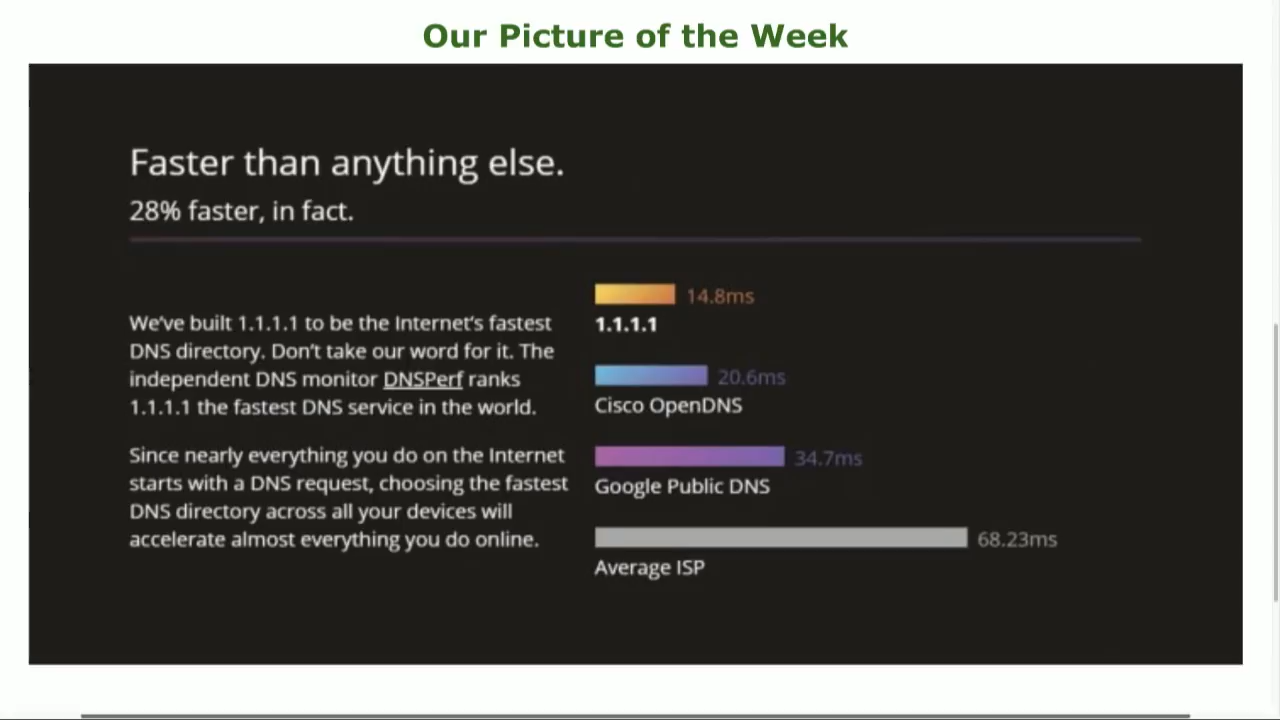 Our Picture of the Week
Faster than anything else.
28% faster, in fact.
We've built 1.1.1.1 to be the Internet's fastest
DNS directory. Don't take our word for it. The
independent DNS monitor DNSPerf ranks
1.1.1.1 the fastest DNS service in the world.
Since nearly everything you do on the Internet
starts with a DNS request, choosing the fastest
DNS directory across all your devices will
accelerate almost everything you do online.
14.8ms
1.1.1.1
20.6ms
Cisco OpenDNS
34.7ms
Google Public DNS
68.23ms
Average ISP